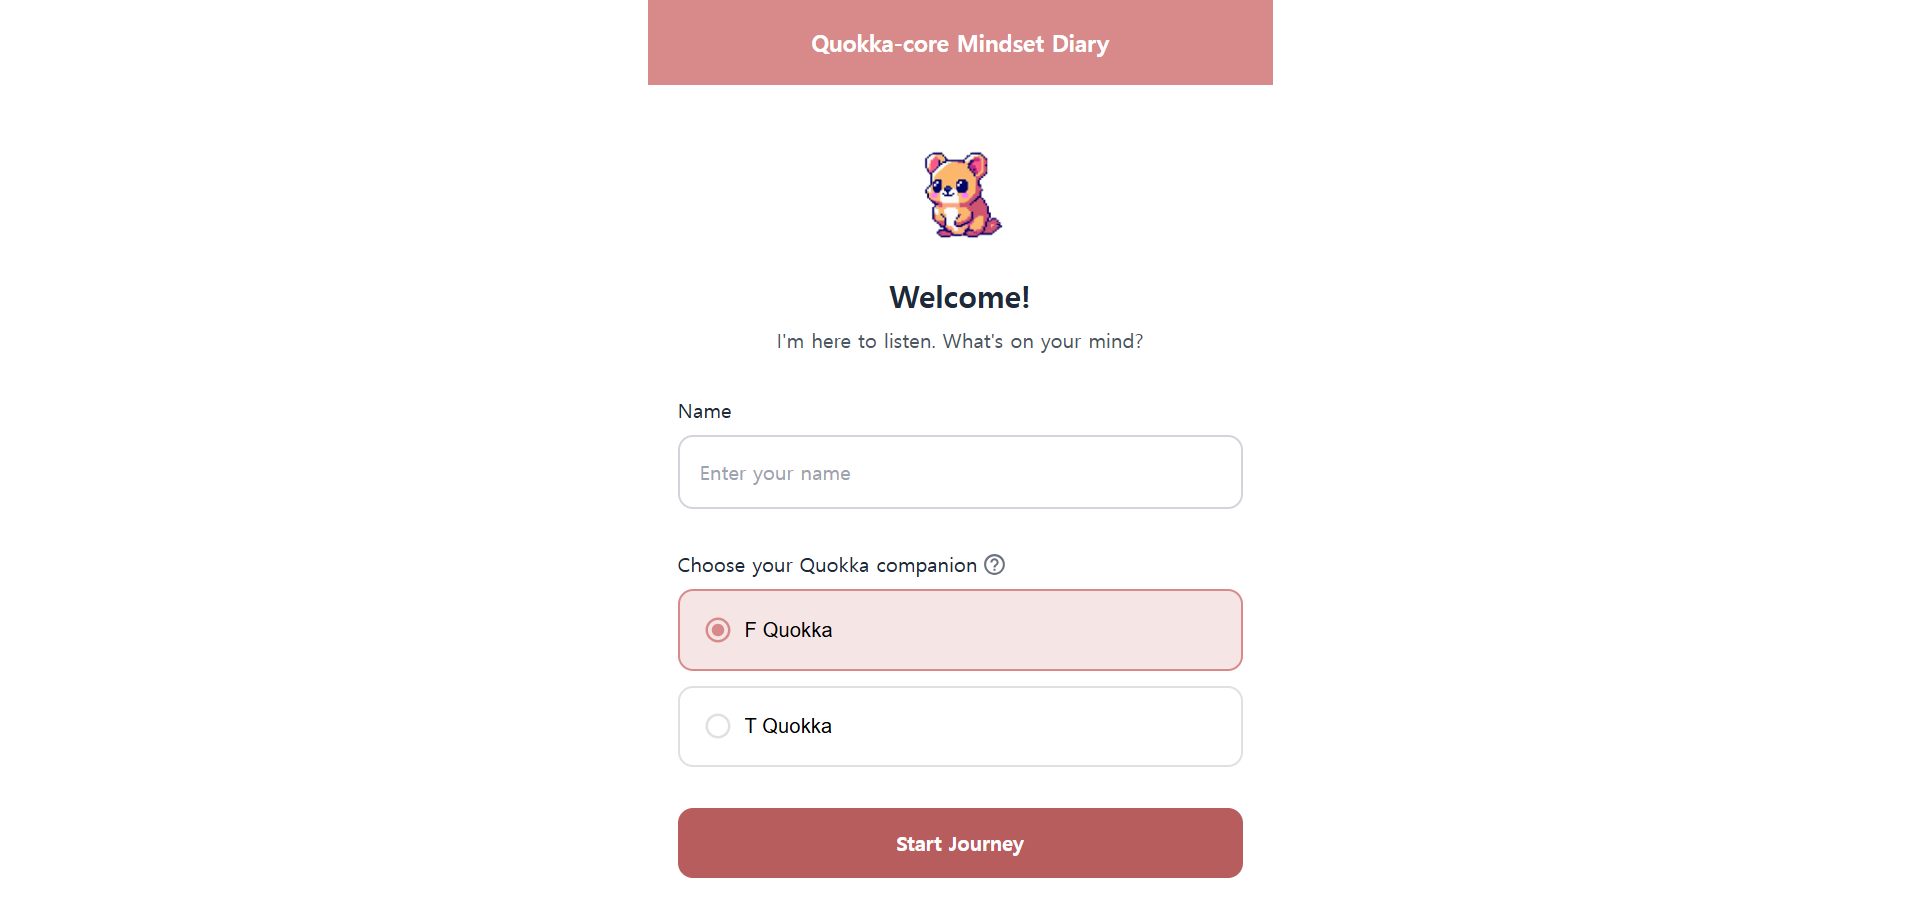 Quokka-core Mindset Diary
Welcome!
I'm here to listen. What's on your mind?
Name
Enter your name
Choose your Quokka companion ?
F Quokka
T Quokka
Start Journey